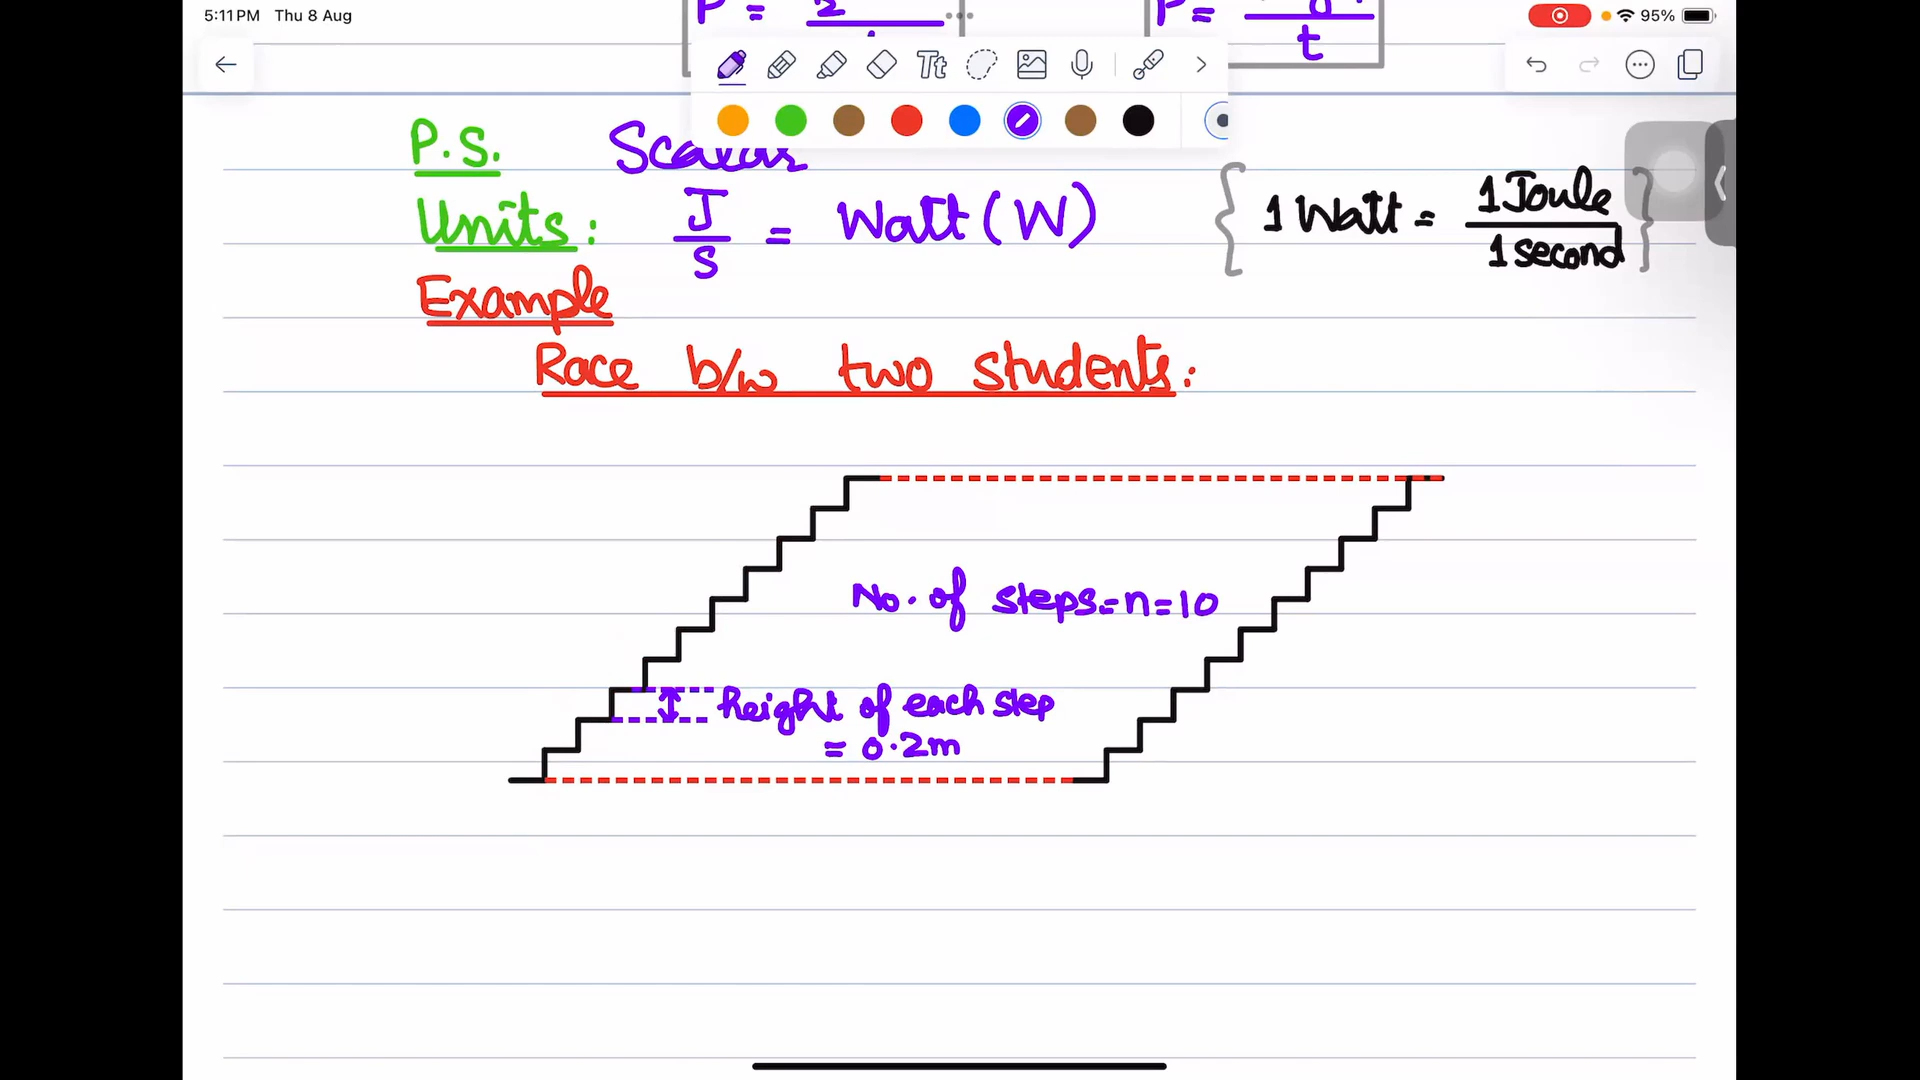 5:11 PM Thu 8 Aug
95%
P =
P =
t
Tt
P.S. Scalar
Units: J/s = Watt (W) { 1 Watt = 1 Joule / 1 second }
Example
Race b/w two students:
No. of steps = n = 10
height of each step
= 0.2m